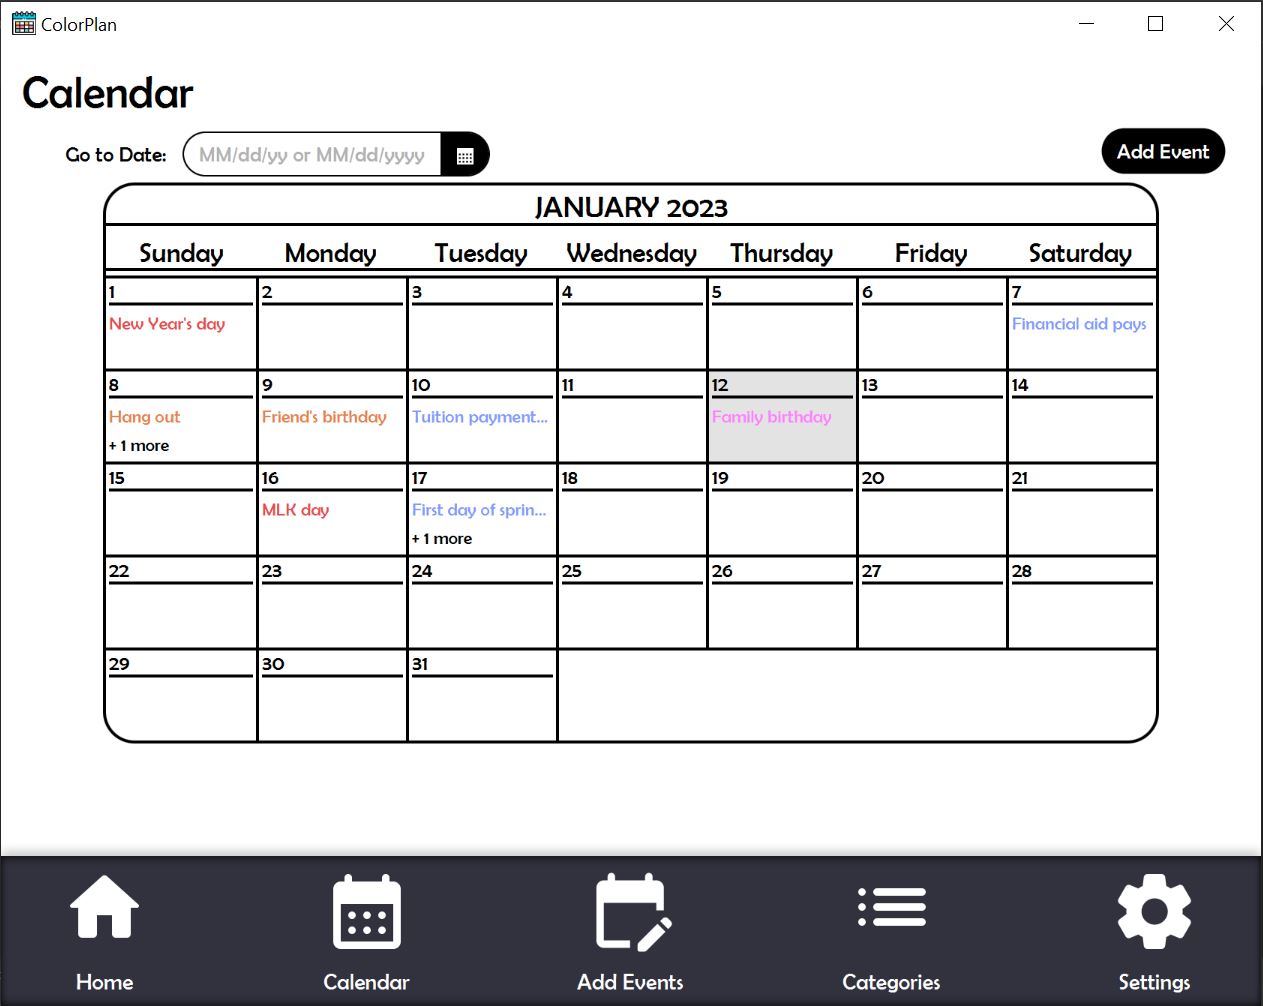 ColorPlan
Calendar
Go to Date: MM/dd/yy or MM/dd/yyyy Add Event
JANUARY 2023
Sunday Monday Tuesday Wednesday Thursday Friday Saturday
1 2 3 4 5 6 7
New Year's day Financial aid pays
8 9 10 11 12 13 14
Hang out Friend's birthday Tuition payment... Family birthday
+ 1 more
15 16 17 18 19 20 21
MLK day First day of sprin...
+ 1 more
22 23 24 25 26 27 28
29 30 31
Home Calendar Add Events Categories Settings